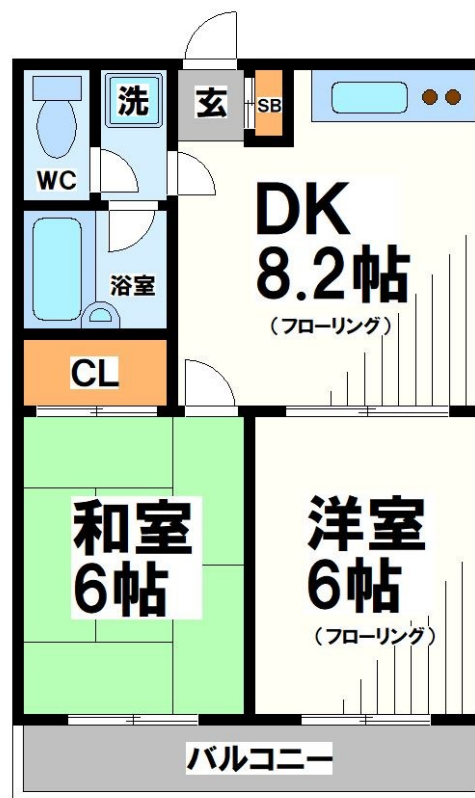 洗
玄
SB
WC
DK
8.2帖
（フローリング）
浴室
CL
和室
6帖
洋室
6帖
（フローリング）
バルコニー